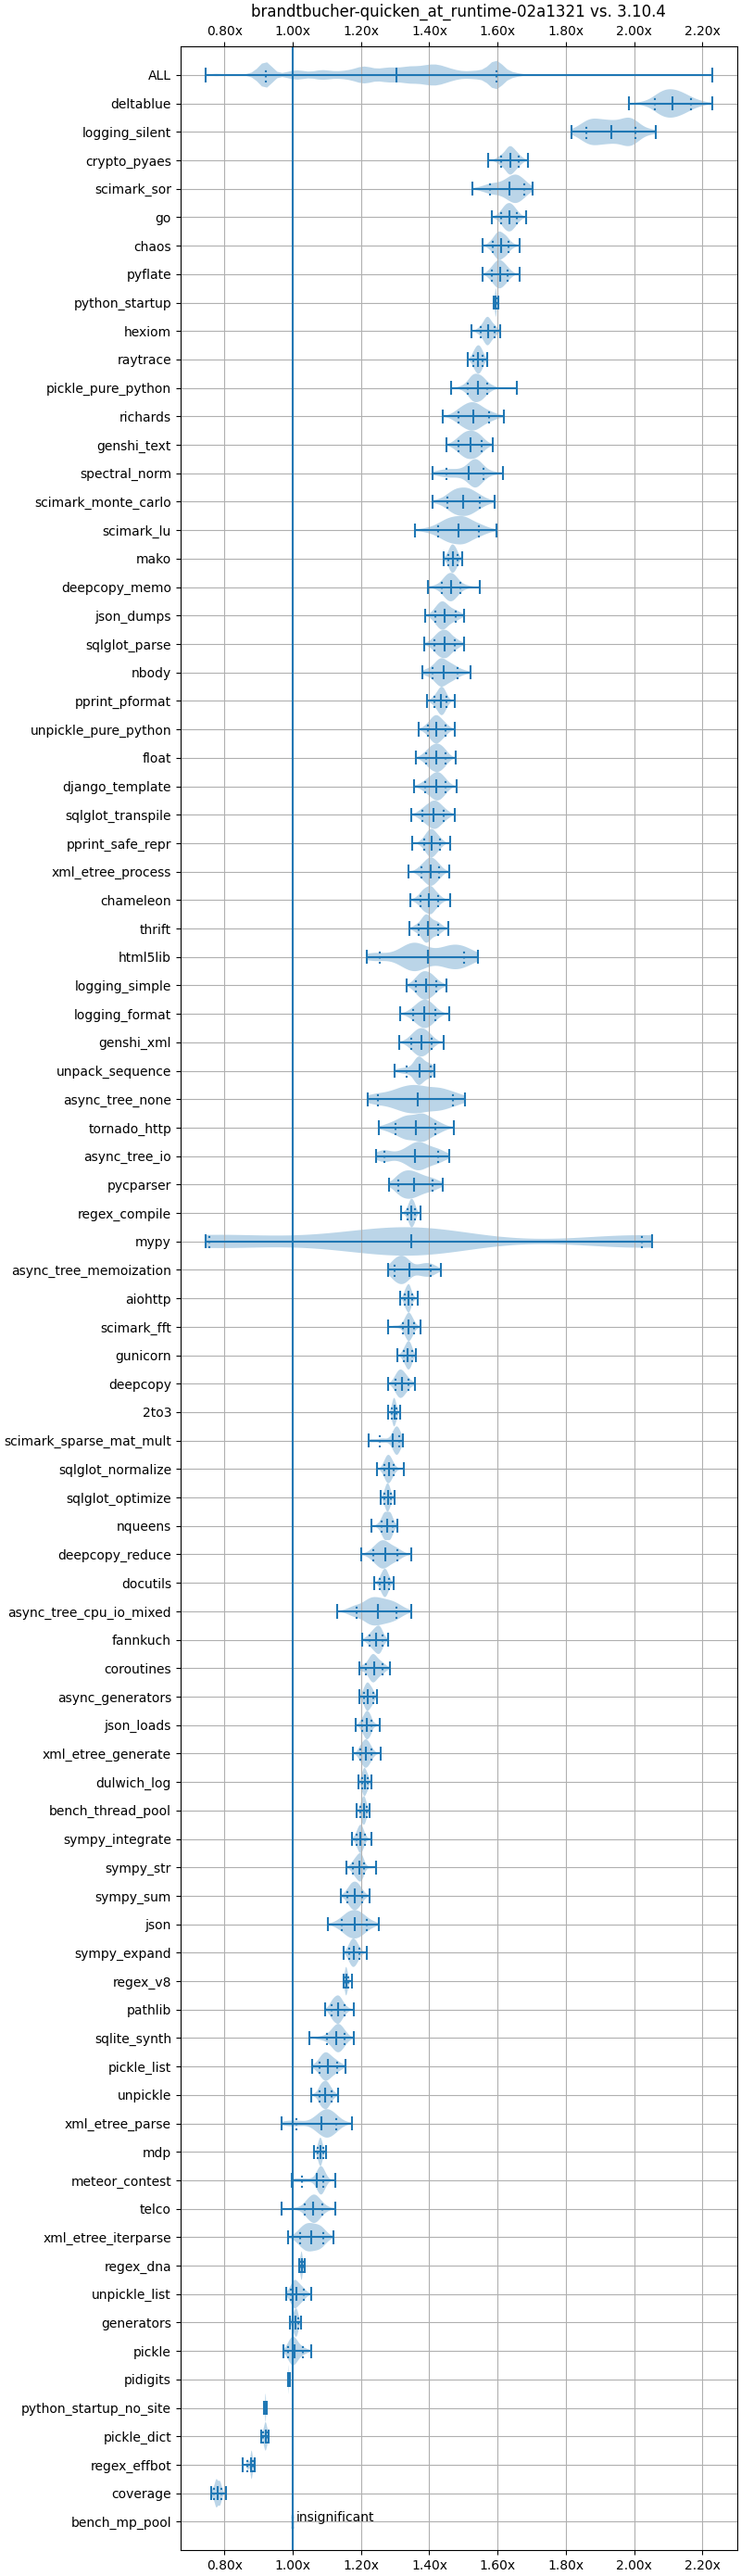 brandtbucher-quicken_at_runtime-02a1321 vs. 3.10.4
0.80x 1.00x 1.20x 1.40x 1.60x 1.80x 2.00x 2.20x
ALL
deltablue
logging_silent
crypto_pyaes
scimark_sor
go
chaos
pyflate
python_startup
hexiom
raytrace
pickle_pure_python
richards
genshi_text
spectral_norm
scimark_monte_carlo
scimark_lu
mako
deepcopy_memo
json_dumps
sqlglot_parse
nbody
pprint_pformat
unpickle_pure_python
float
django_template
sqlglot_transpile
pprint_safe_repr
xml_etree_process
chameleon
thrift
html5lib
logging_simple
logging_format
genshi_xml
unpack_sequence
async_tree_none
tornado_http
async_tree_io
pycparser
regex_compile
mypy
async_tree_memoization
aiohttp
scimark_fft
gunicorn
deepcopy
2to3
scimark_sparse_mat_mult
sqlglot_normalize
sqlglot_optimize
nqueens
deepcopy_reduce
docutils
async_tree_cpu_io_mixed
fannkuch
coroutines
async_generators
json_loads
xml_etree_generate
dulwich_log
bench_thread_pool
sympy_integrate
sympy_str
sympy_sum
json
sympy_expand
regex_v8
pathlib
sqlite_synth
pickle_list
unpickle
xml_etree_parse
mdp
meteor_contest
telco
xml_etree_iterparse
regex_dna
unpickle_list
generators
pickle
pidigits
python_startup_no_site
pickle_dict
regex_effbot
coverage
bench_mp_pool insignificant
0.80x 1.00x 1.20x 1.40x 1.60x 1.80x 2.00x 2.20x